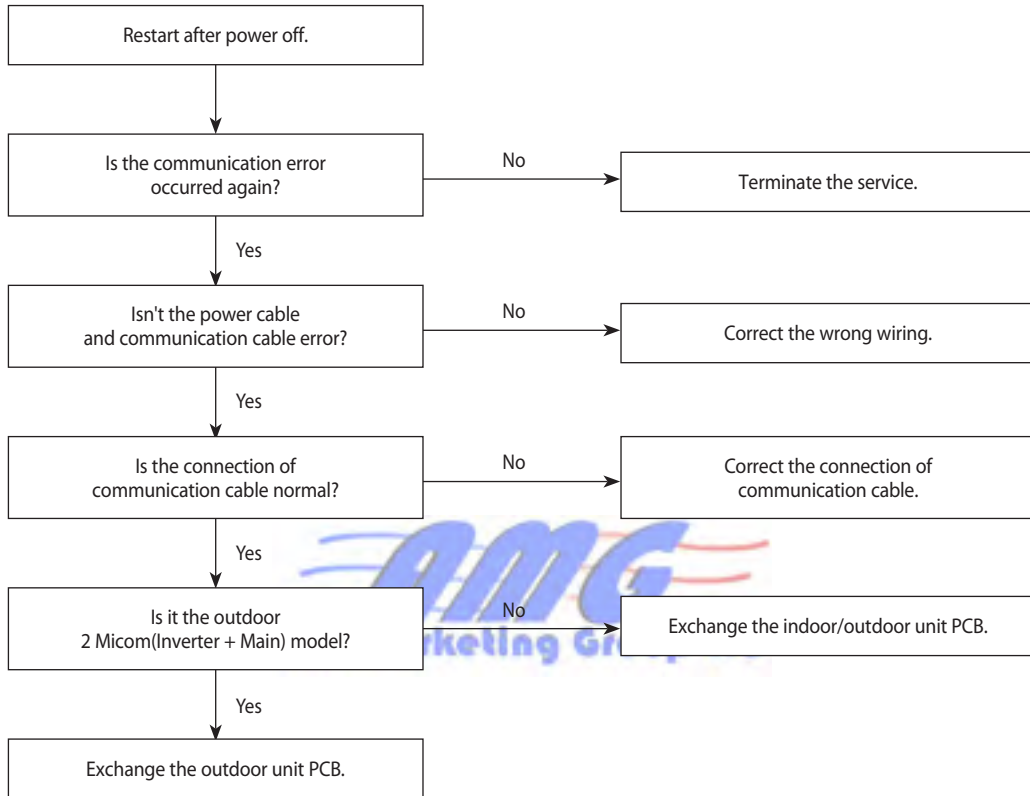 Restart after power off.
Is the communication error
occurred again?
No
Terminate the service.
Yes
Isn't the power cable
and communication cable error?
No
Correct the wrong wiring.
Yes
Is the connection of
communication cable normal?
No
Correct the connection of
communication cable.
Yes
AMG
Is it the outdoor
2 Micom(Inverter + Main) model?
No
Exchange the indoor/outdoor unit PCB.
rketing Gr
Yes
Exchange the outdoor unit PCB.